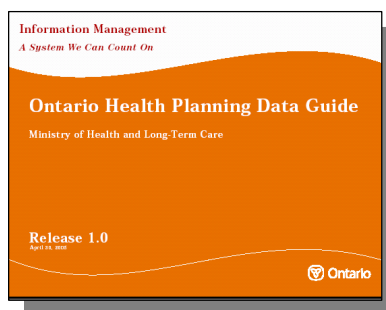 Information Management
A System We Can Count On
Ontario Health Planning Data Guide
Ministry of Health and Long-Term Care
Release 1.0
Ontario